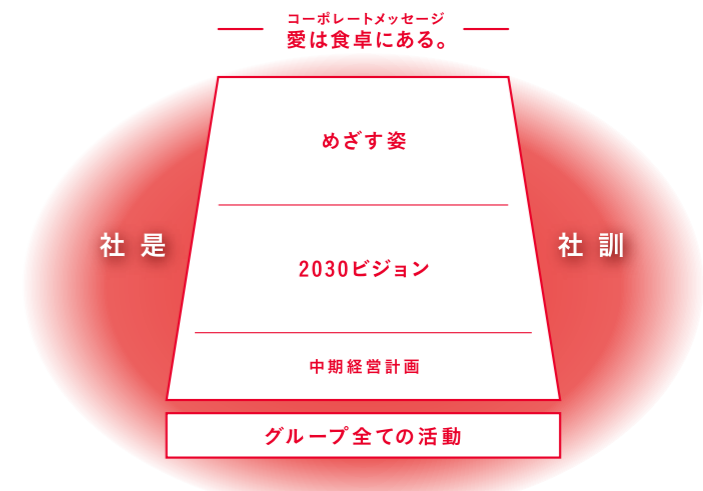 コーポレートメッセージ
愛は食卓にある。
めざす姿
社是
社訓
2030ビジョン
中期経営計画
グループ全ての活動